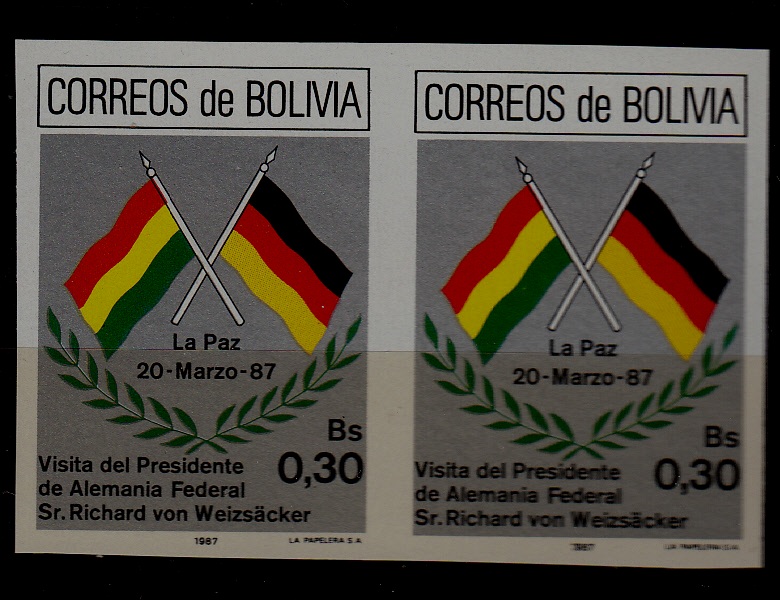 CORREOS de BOLIVIA
La Paz
20-Marzo-87
Bs
0,30
Visita del Presidente
de Alemania Federal
Sr. Richard von Weizsäcker
1987
LA PAPELERA S.A.
CORREOS de BOLIVIA
La Paz
20-Marzo-87
Bs
0,30
Visita del Presidente
de Alemania Federal
Sr. Richard von Weizsäcker
1987
LA PAPELERA S.A.